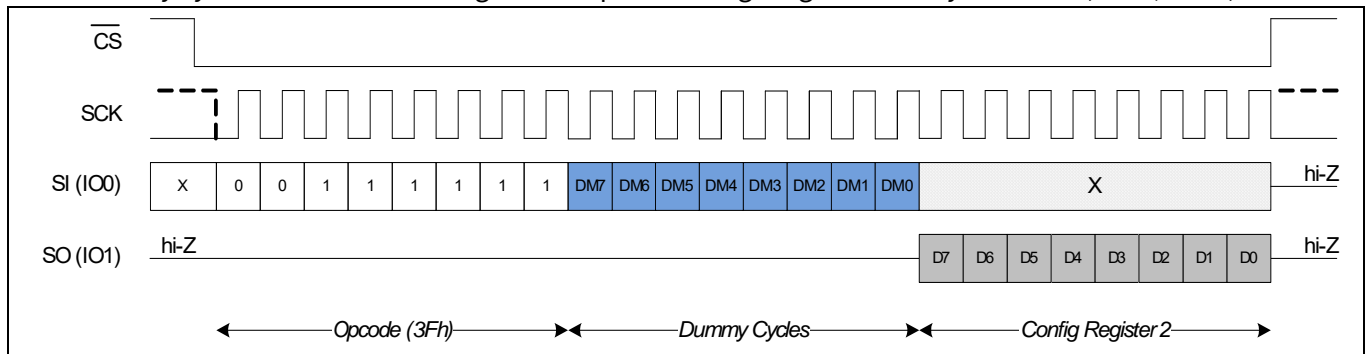 CS
SCK
SI (IO0) X 0 0 1 1 1 1 1 1 DM7 DM6 DM5 DM4 DM3 DM2 DM1 DM0 X hi-Z
SO (IO1) hi-Z D7 D6 D5 D4 D3 D2 D1 D0 hi-Z
Opcode (3Fh) Dummy Cycles Config Register 2